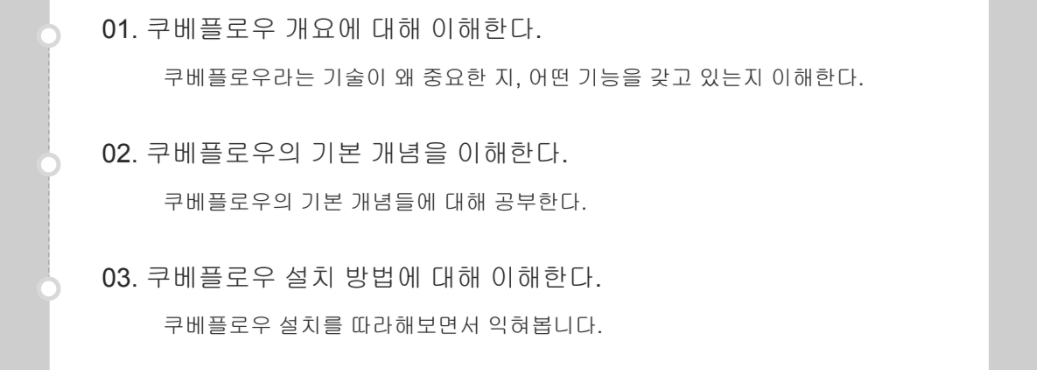 01. 쿠베플로우 개요에 대해 이해한다.
쿠베플로우라는 기술이 왜 중요한 지, 어떤 기능을 갖고 있는지 이해한다.
02. 쿠베플로우의 기본 개념을 이해한다.
쿠베플로우의 기본 개념들에 대해 공부한다.
03. 쿠베플로우 설치 방법에 대해 이해한다.
쿠베플로우 설치를 따라해보면서 익혀봅니다.